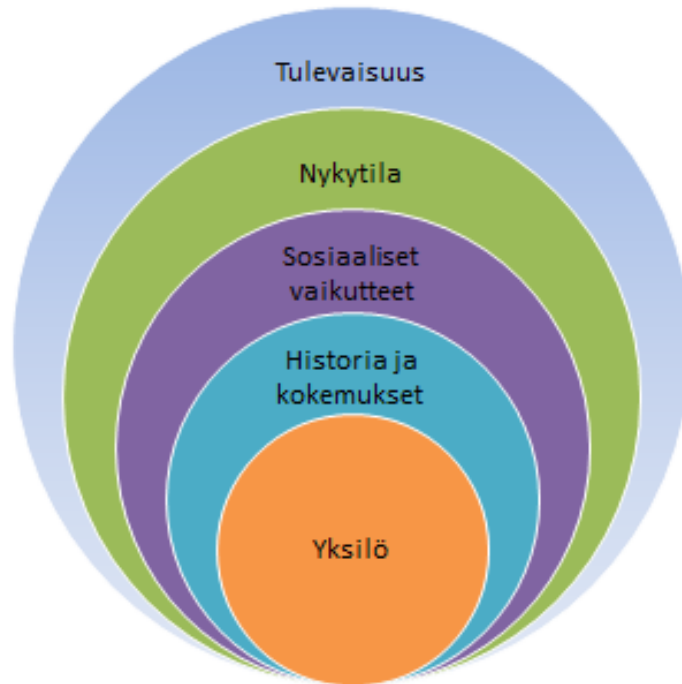 Tulevaisuus
Nykytila
Sosiaaliset
vaikutteet
Historia ja
kokemukset
Yksilö